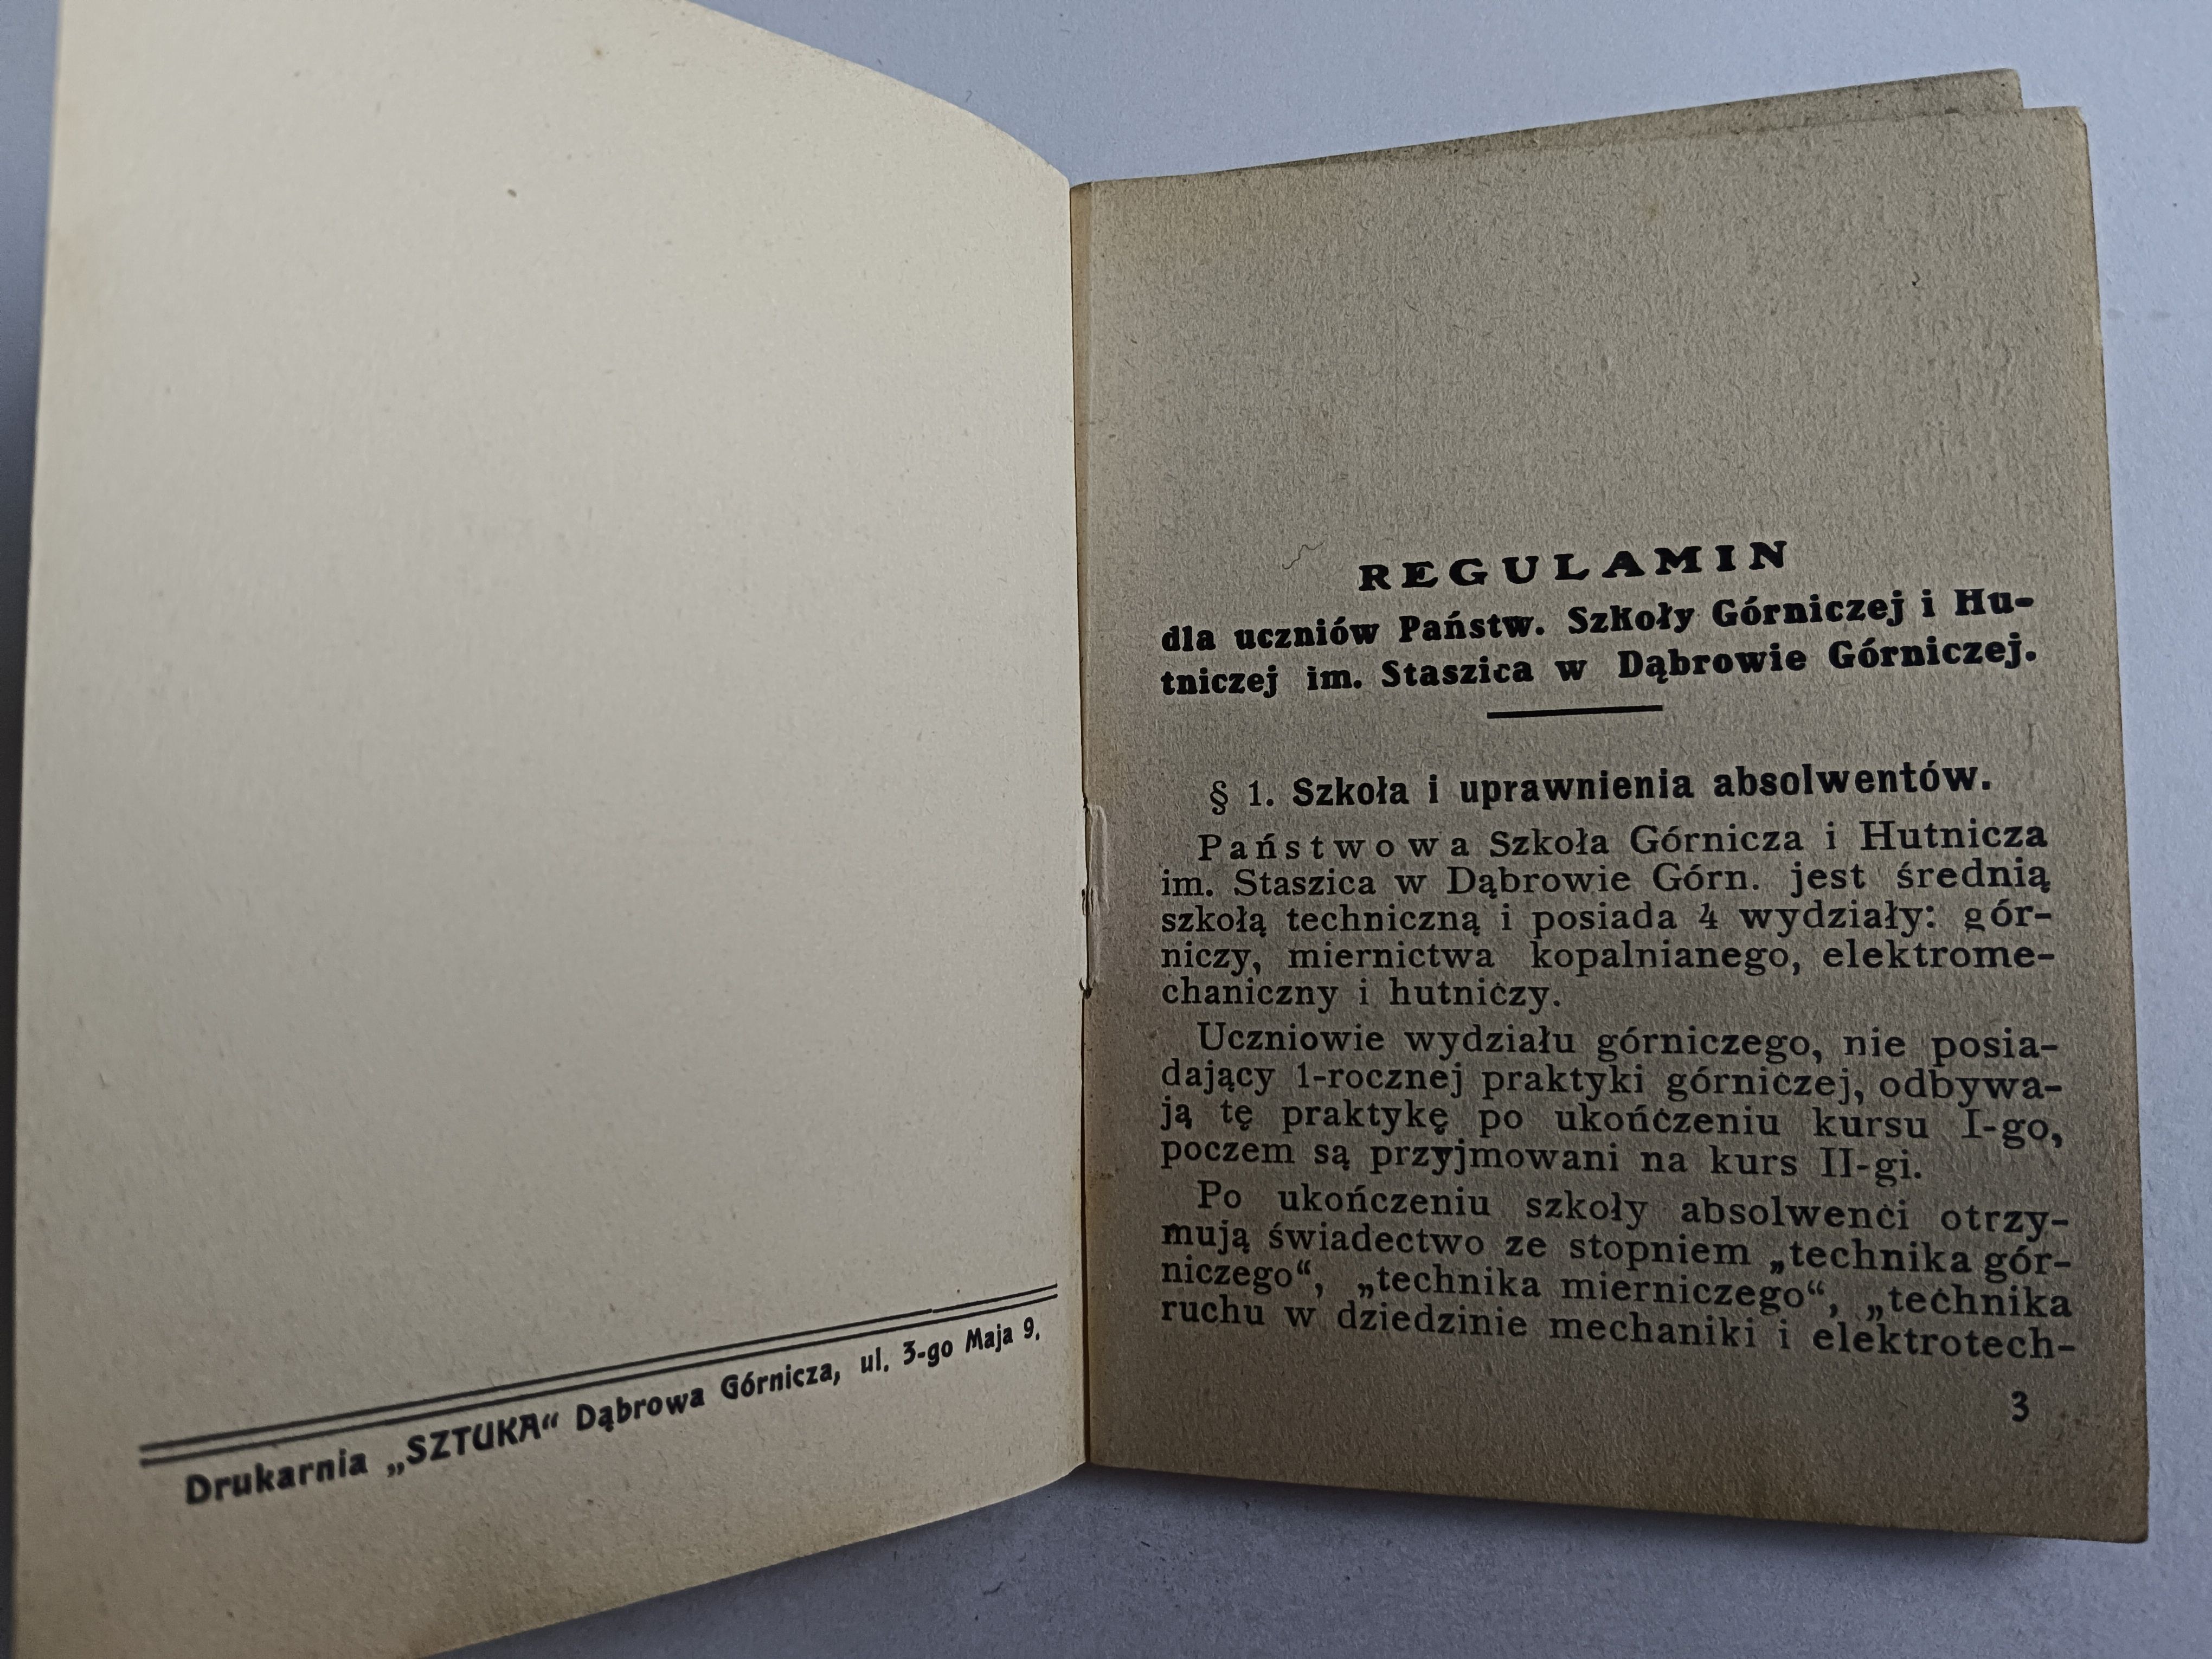 Drukarnia „SZTUKA“ Dąbrowa Górnicza, ul. 3-go Maja 9.
REGULAMIN
dla uczniów Państw. Szkoły Górniczej i Hu-
tniczej im. Staszica w Dąbrowie Górniczej.
§ 1. Szkoła i uprawnienia absolwentów.
Państwowa Szkoła Górnicza i Hutnicza
im. Staszica w Dąbrowie Górn. jest średnią
szkołą techniczną i posiada 4 wydziały: gór-
niczy, miernictwa kopalnianego, elektrome-
chaniczny i hutniczy.
Uczniowie wydziału górniczego, nie posia-
dający 1-rocznej praktyki górniczej, odbywa-
ją tę praktykę po ukończeniu kursu I-go,
poczem są przyjmowani na kurs II-gi.
Po ukończeniu szkoły absolwenci otrzy-
mują świadectwo ze stopniem „technika gór-
niczego“, „technika mierniczego“, „technika
ruchu w dziedzinie mechaniki i elektrotech-
3